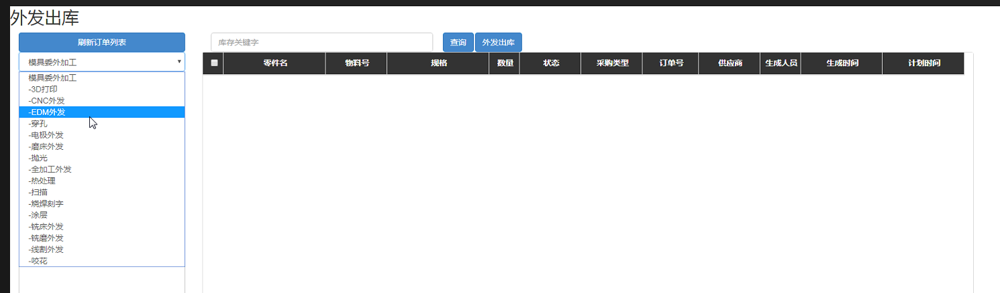 外发出库
刷新订单列表
库存关键字 查询 外发出库
模具委外加工
零件名 物料号 规格 数量 状态 采购类型 订单号 供应商 生成人员 生成时间 计划时间
模具委外加工
-3D打印
-CNC外发
-EDM外发
-穿孔
-电极外发
-磨床外发
-抛光
-全加工外发
-热处理
-扫描
-烧焊刻字
-涂层
-铣床外发
-铣磨外发
-线割外发
-咬花